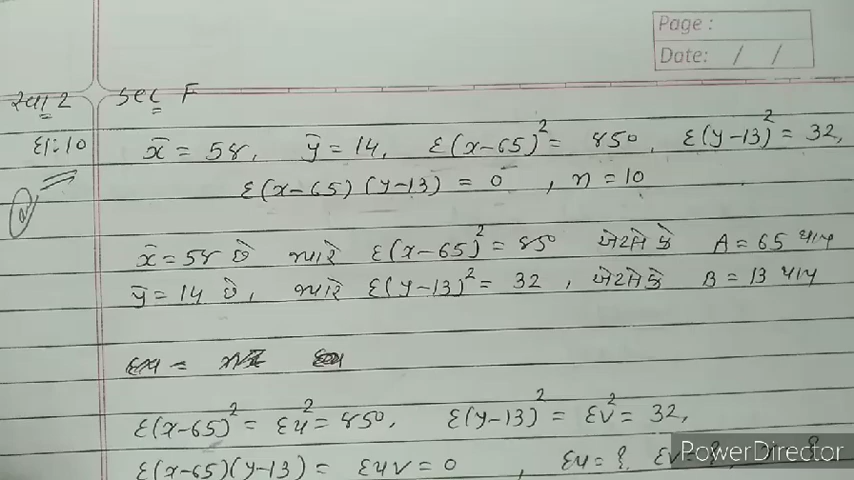 Page :
Date: / /
સ્વા 2 Sec F
દા:10 x̄ = 58, ȳ = 14, Σ(x-65)² = 850, Σ(y-13)² = 32,
Σ(x-65)(y-13) = 0, n = 10
x̄ = 58 છે જ્યારે Σ(x-65)² = 850 એટલે કે A = 65 થાય
ȳ = 14 છે, જ્યારે Σ(y-13)² = 32, એટલે કે B = 13 થાય
Σ(x-65)² = Σu² = 850, Σ(y-13)² = Σv² = 32,
Σ(x-65)(y-13) = Σuv = 0, Σu = ?, Σv = ?,
PowerDirector